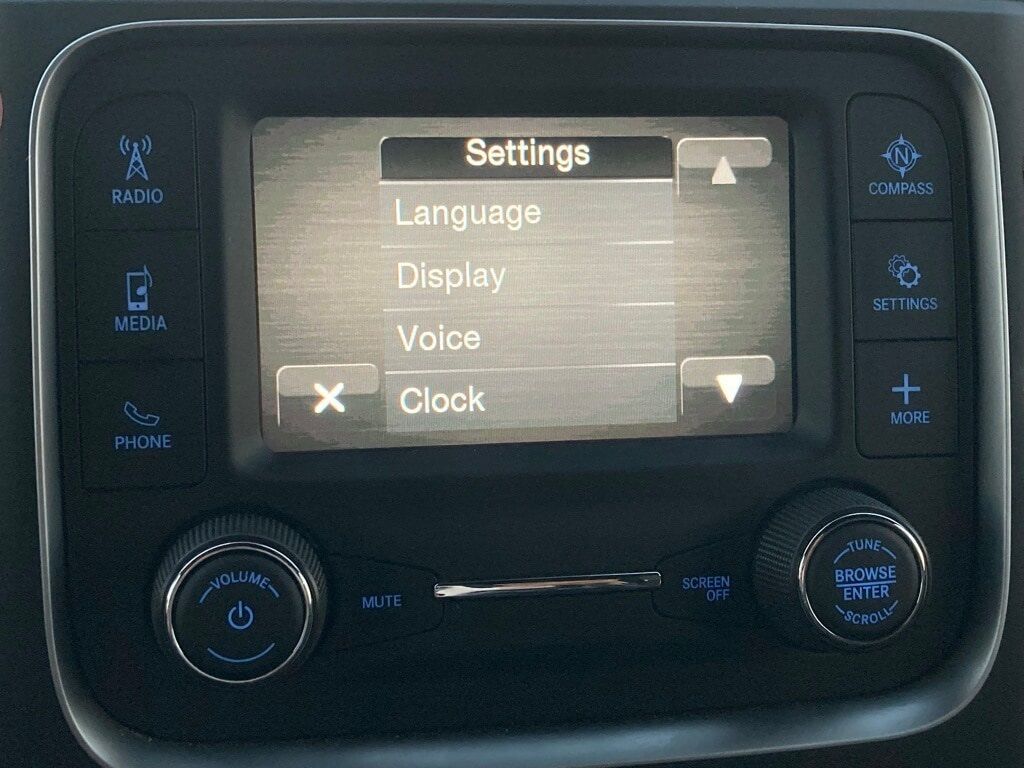 RADIO
MEDIA
PHONE
Settings
Language
Display
Voice
Clock
N
COMPASS
SETTINGS
MORE
VOLUME
MUTE
SCREEN
OFF
TUNE
BROWSE
ENTER
SCROLL